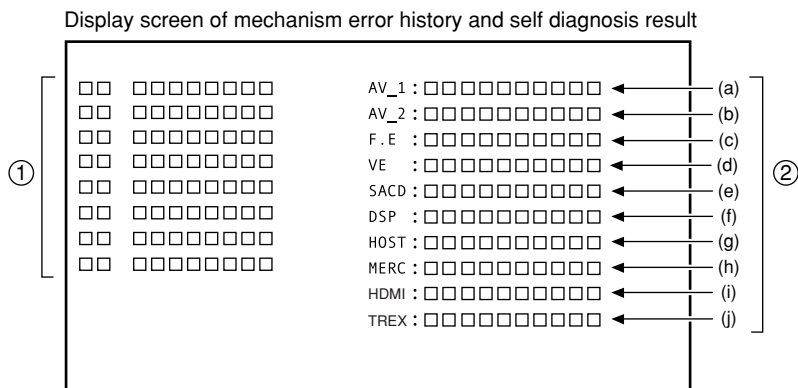 Display screen of mechanism error history and self diagnosis result
□□ □□□□□□□□ AV_1 : □□□□□□□□□□ (a)
□□ □□□□□□□□ AV_2 : □□□□□□□□□□ (b)
□□ □□□□□□□□ F.E : □□□□□□□□□□ (c)
① □□ □□□□□□□□ VE : □□□□□□□□□□ (d) ②
□□ □□□□□□□□ SACD : □□□□□□□□□□ (e)
□□ □□□□□□□□ DSP : □□□□□□□□□□ (f)
□□ □□□□□□□□ HOST : □□□□□□□□□□ (g)
□□ □□□□□□□□ MERC : □□□□□□□□□□ (h)
HDMI : □□□□□□□□□□ (i)
TREX : □□□□□□□□□□ (j)